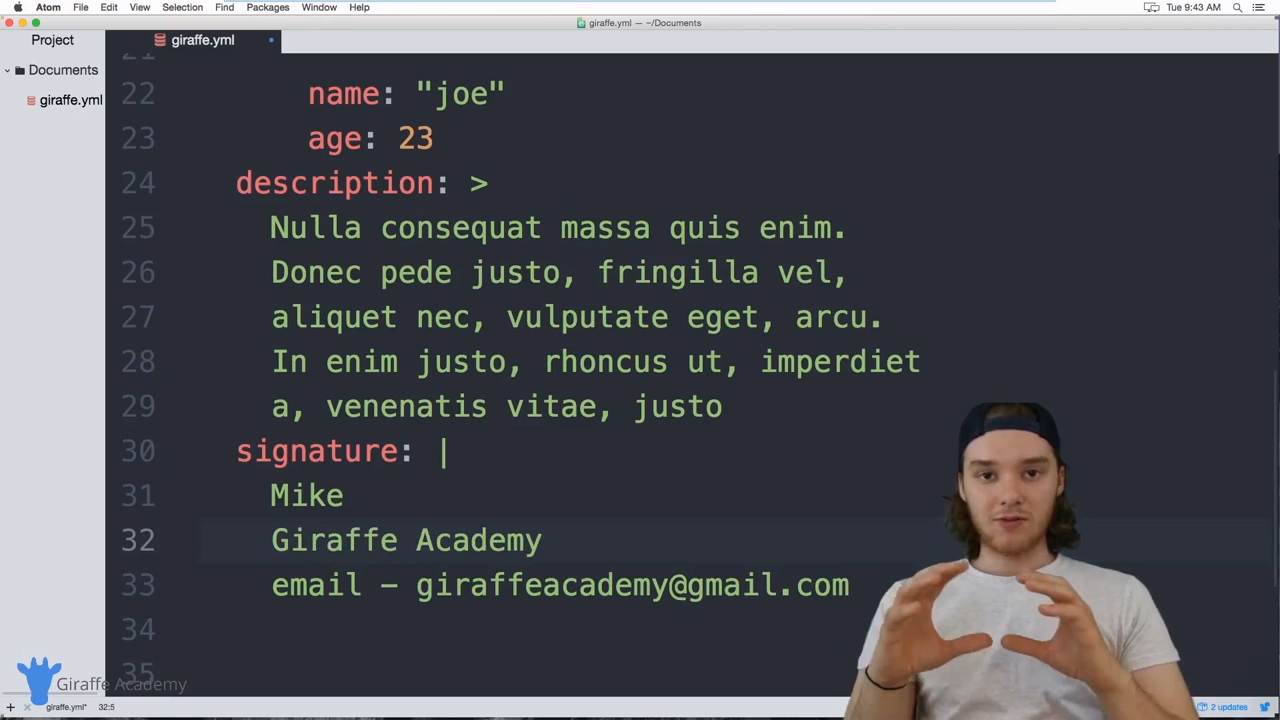 Atom File Edit View Selection Find Packages Window Help Tue 9:43 AM
giraffe.yml — ~/Documents
Project giraffe.yml
Documents
giraffe.yml
21
22 name: "joe"
23 age: 23
24 description: >
25 Nulla consequat massa quis enim.
26 Donec pede justo, fringilla vel,
27 aliquet nec, vulputate eget, arcu.
28 In enim justo, rhoncus ut, imperdiet
29 a, venenatis vitae, justo
30 signature: |
31 Mike
32 Giraffe Academy
33 email - giraffeacademy@gmail.com
34
35
Giraffe Academy
giraffe.yml* 32:5 2 updates